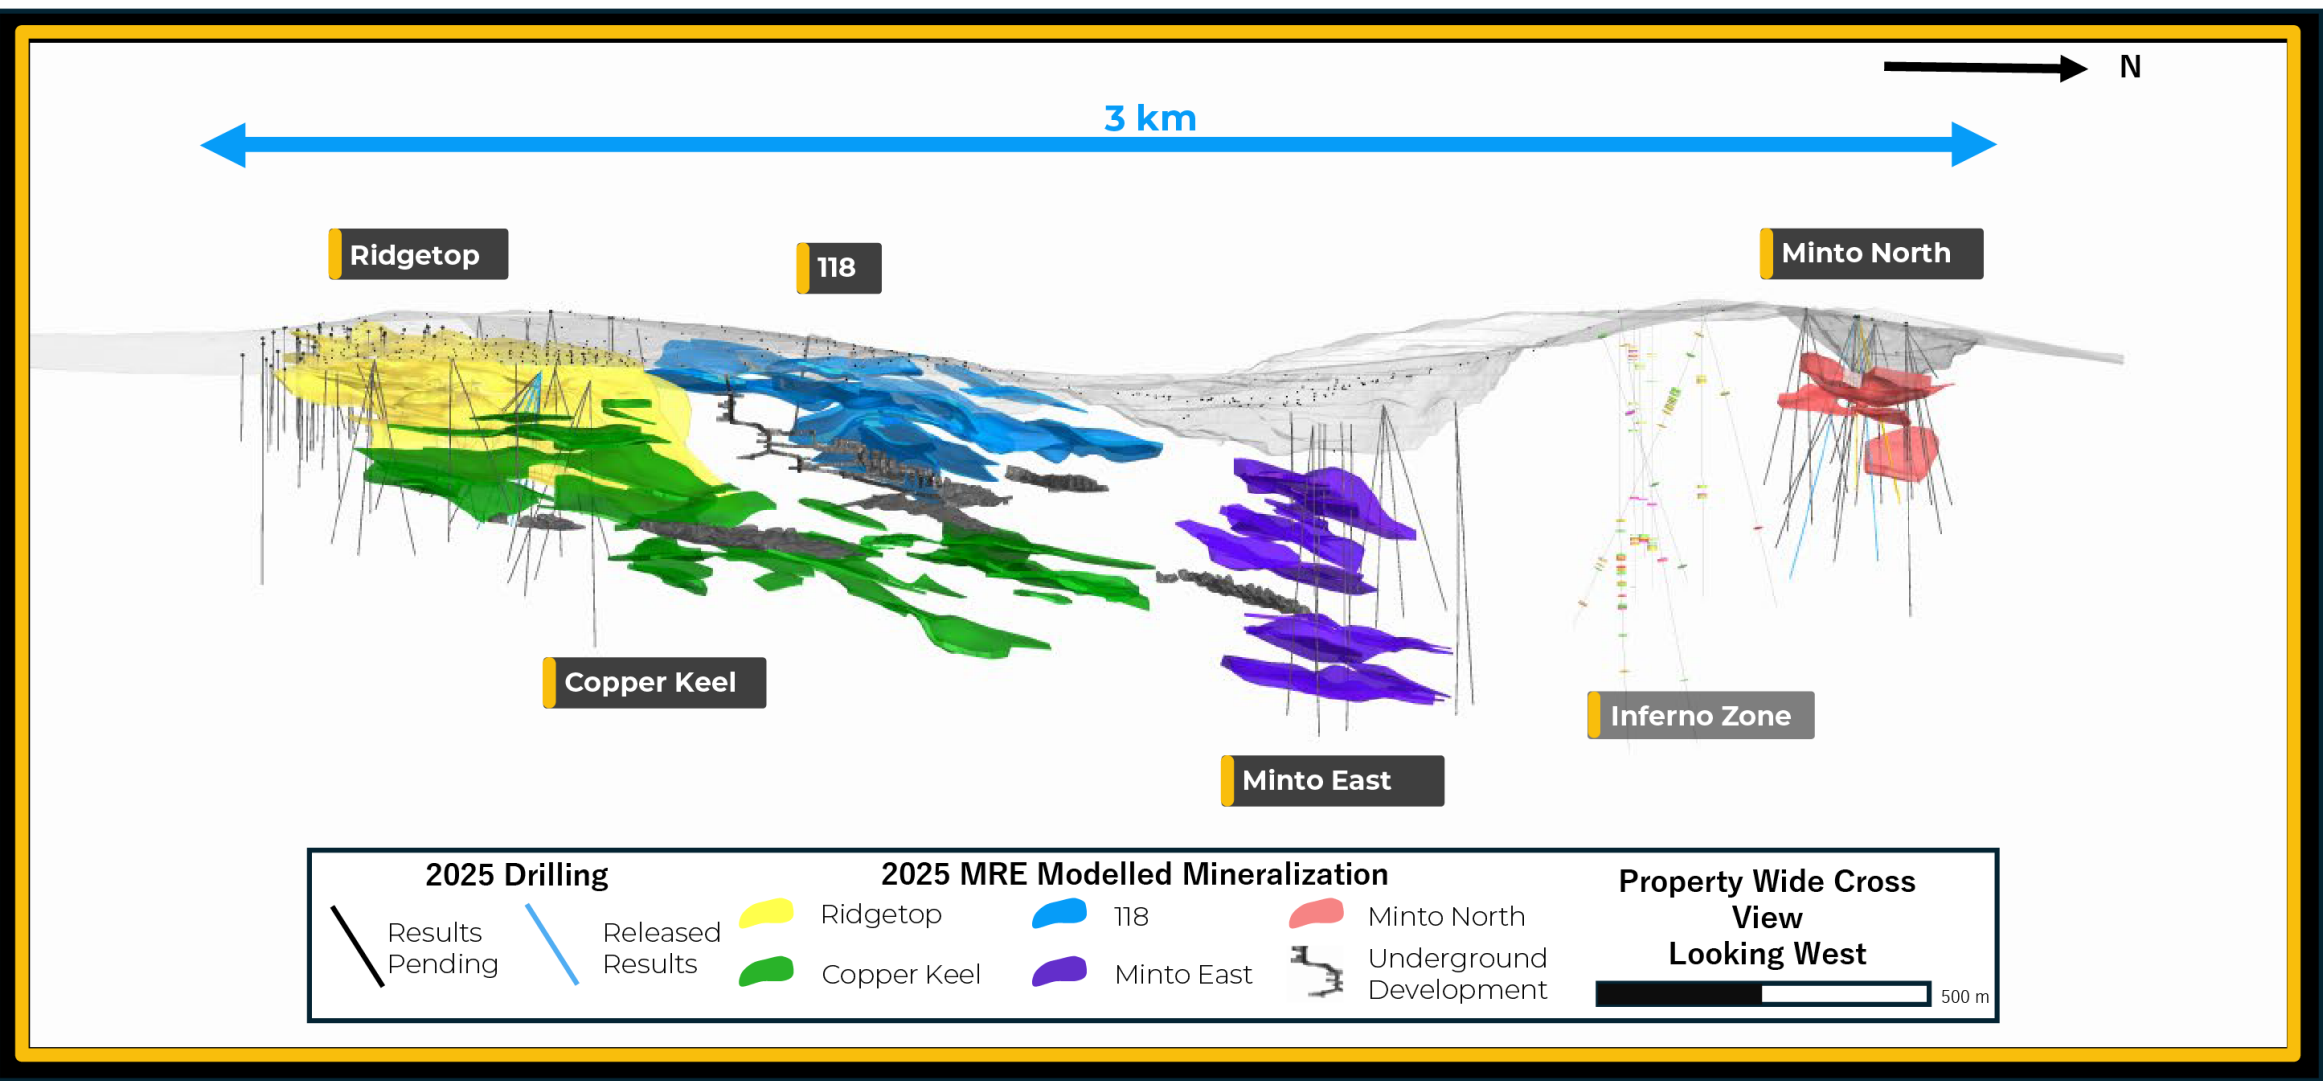 N
3 km
Ridgetop
118
Minto North
Copper Keel
Inferno Zone
Minto East
2025 Drilling
Results
Pending
Released
Results
2025 MRE Modelled Mineralization
Ridgetop
118
Minto North
Copper Keel
Minto East
Underground
Development
Property Wide Cross
View
Looking West
500 m